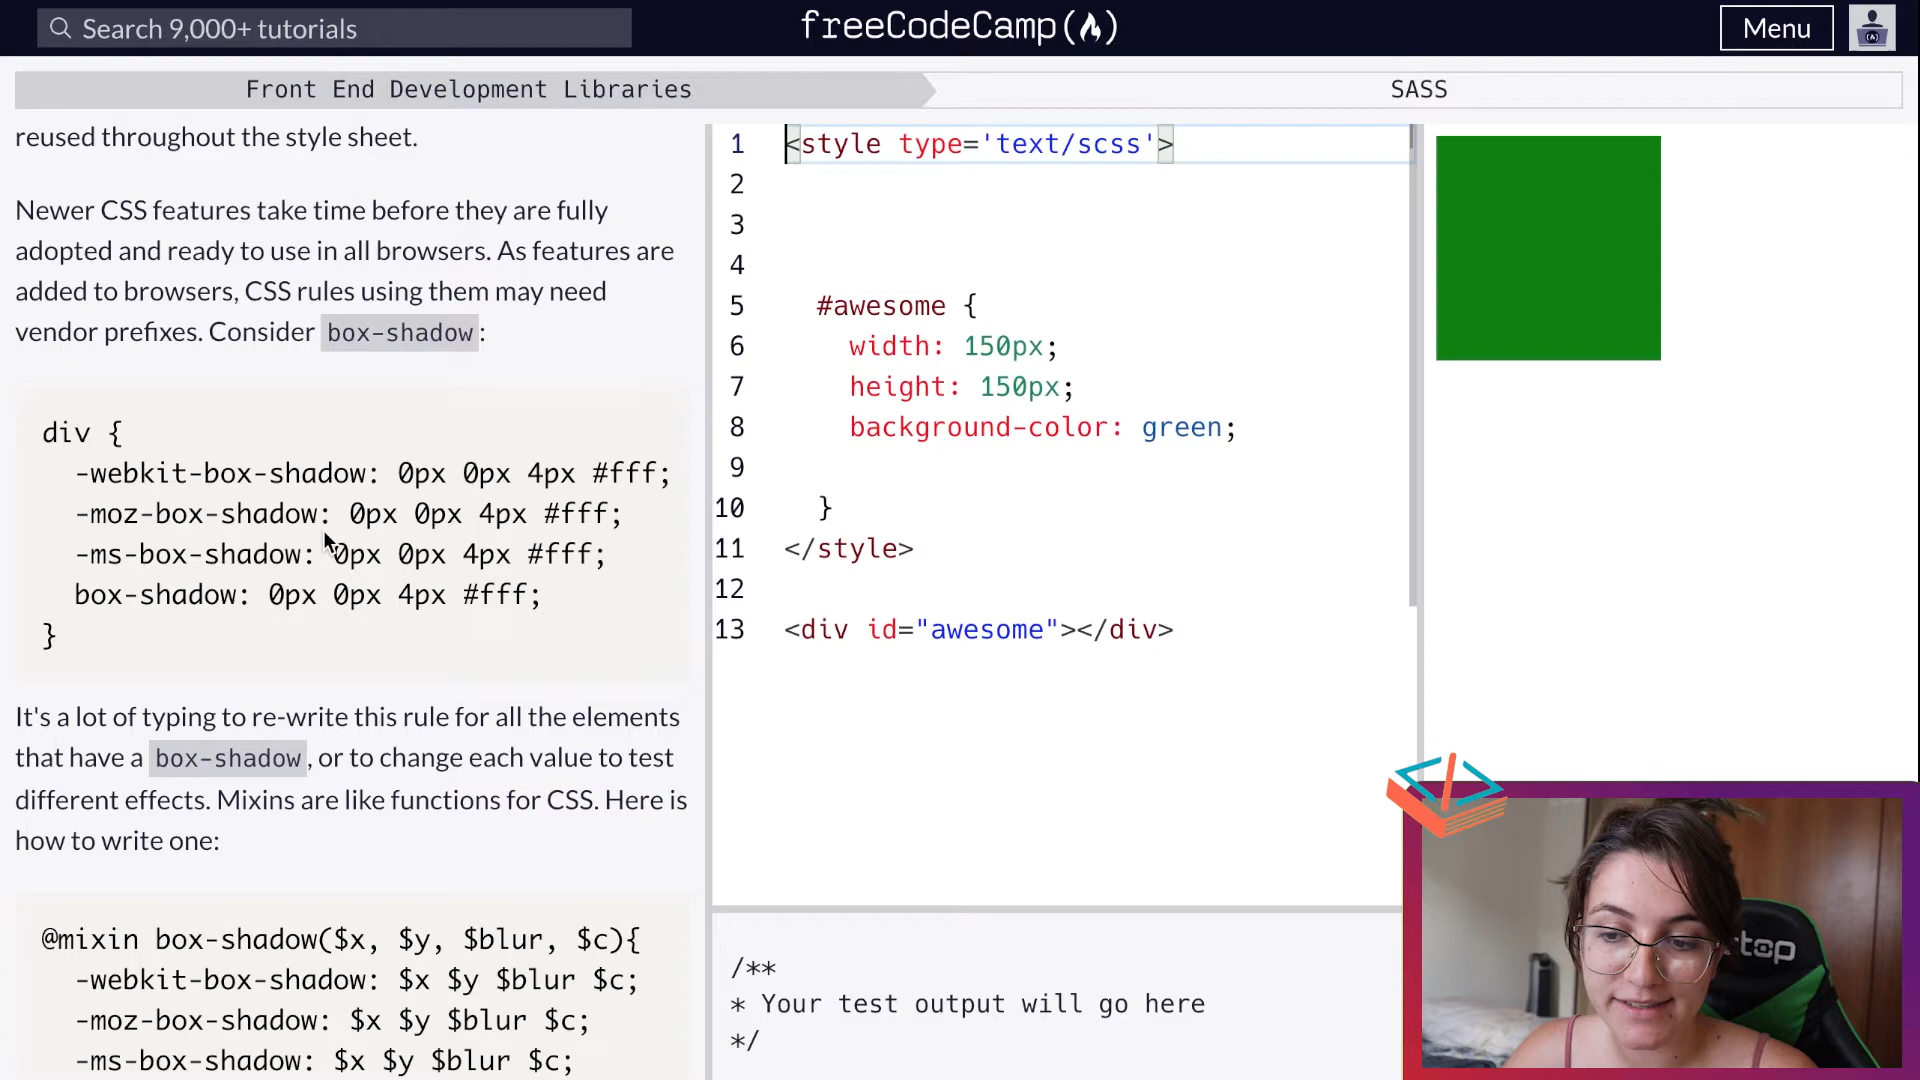 Search 9,000+ tutorials
freeCodeCamp(🔥)
Menu
Front End Development Libraries
SASS
reused throughout the style sheet.
Newer CSS features take time before they are fully
adopted and ready to use in all browsers. As features are
added to browsers, CSS rules using them may need
vendor prefixes. Consider box-shadow:
div {
-webkit-box-shadow: 0px 0px 4px #fff;
-moz-box-shadow: 0px 0px 4px #fff;
-ms-box-shadow: 0px 0px 4px #fff;
box-shadow: 0px 0px 4px #fff;
}
It's a lot of typing to re-write this rule for all the elements
that have a box-shadow, or to change each value to test
different effects. Mixins are like functions for CSS. Here is
how to write one:
@mixin box-shadow($x, $y, $blur, $c){
-webkit-box-shadow: $x $y $blur $c;
-moz-box-shadow: $x $y $blur $c;
-ms-box-shadow: $x $y $blur $c;
1 <style type='text/scss'>
2
3
4
5 #awesome {
6 width: 150px;
7 height: 150px;
8 background-color: green;
9
10 }
11 </style>
12
13 <div id="awesome"></div>
/**
* Your test output will go here
*/